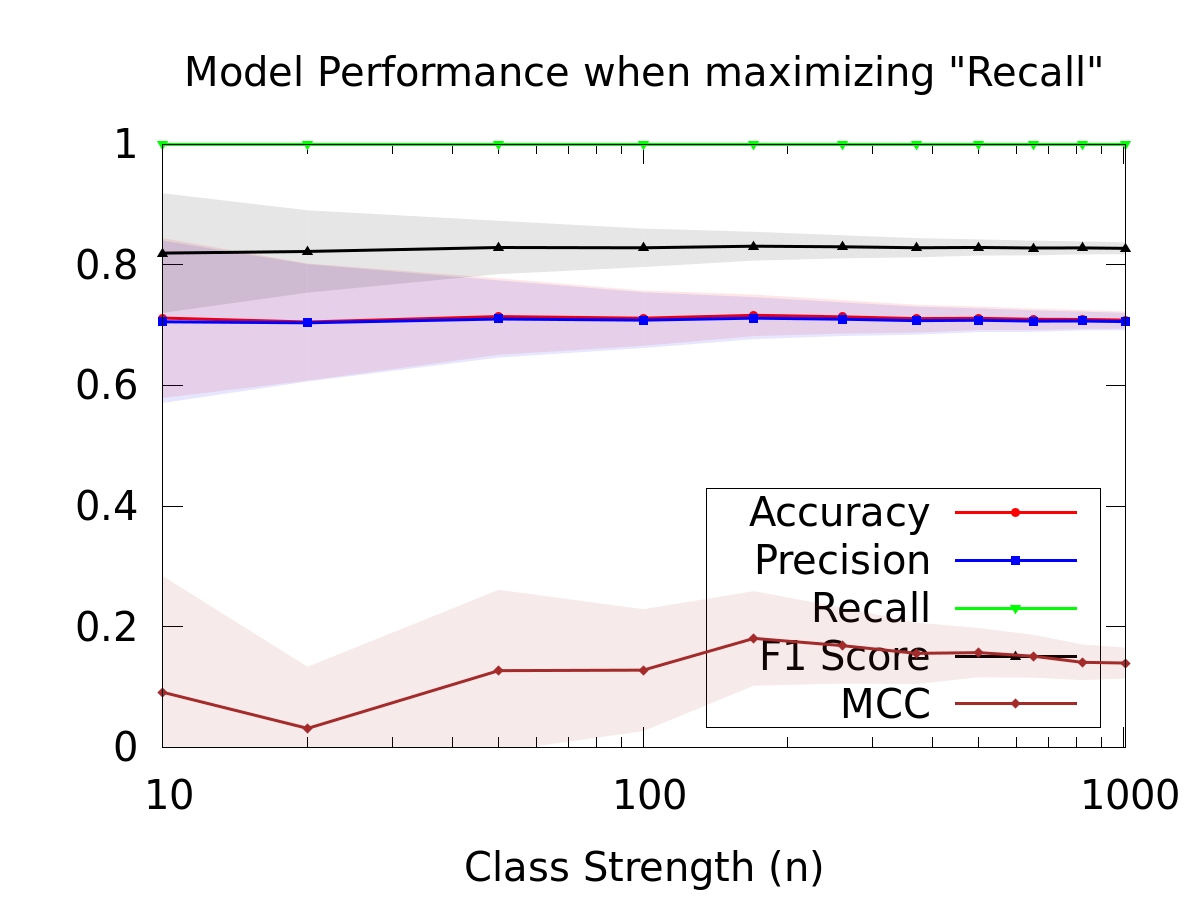 Model Performance when maximizing "Recall"
1
0.8
0.6
0.4
0.2
0
Accuracy
Precision
Recall
F1 Score
MCC
10 100 1000
Class Strength (n)